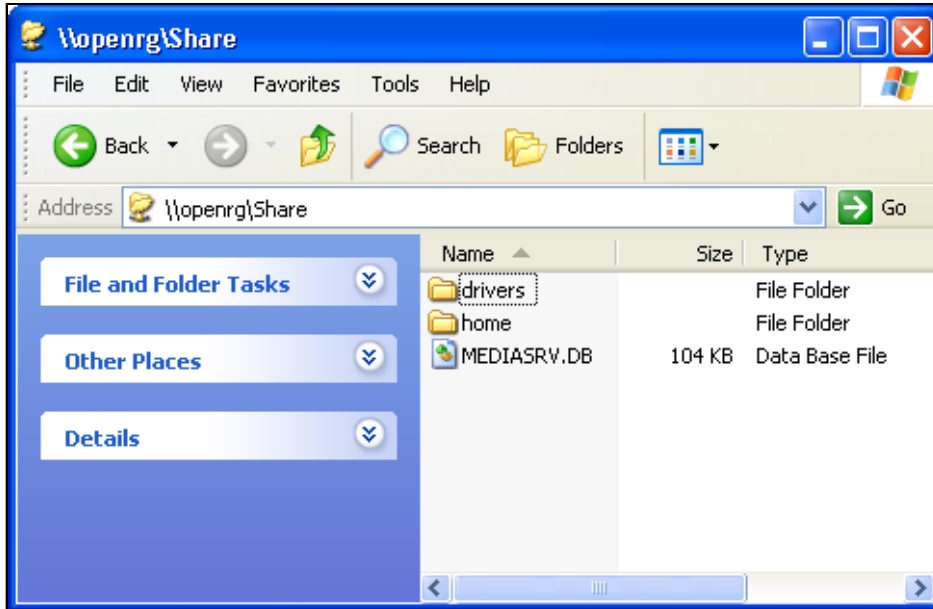 \\openrg\Share
File Edit View Favorites Tools Help
Back Search Folders
Address \\openrg\Share Go
Name Size Type
File and Folder Tasks
drivers File Folder
home File Folder
Other Places
MEDIASRV.DB 104 KB Data Base File
Details